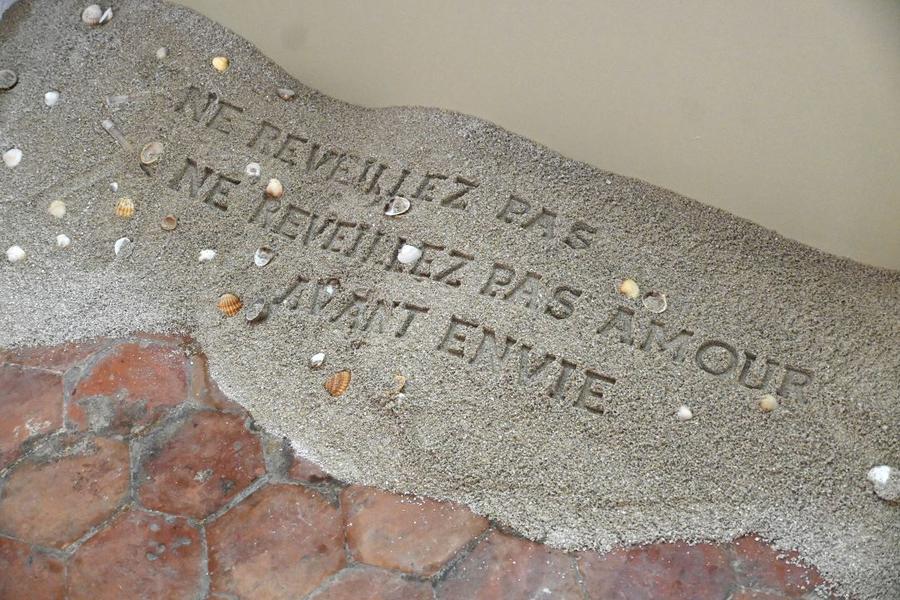 NE REVEILLEZ PAS
NE REVEILLEZ PAS AMOUR
AVANT ENVIE